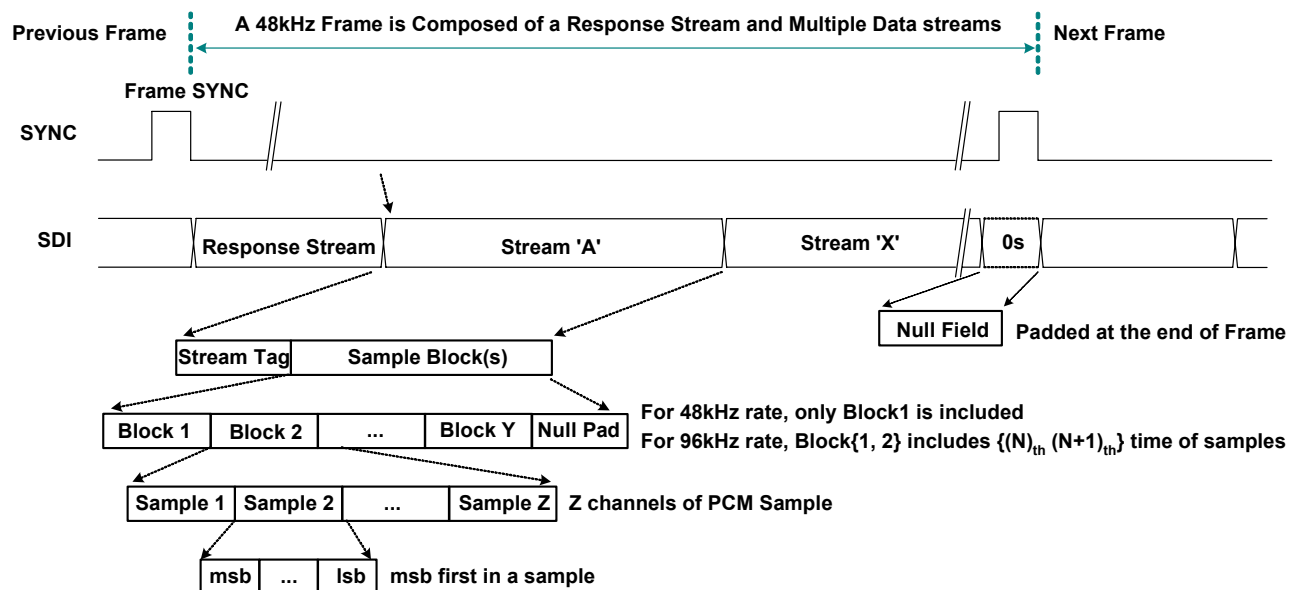 A 48kHz Frame is Composed of a Response Stream and Multiple Data streams
Previous Frame
Next Frame
Frame SYNC
SYNC
SDI
Response Stream
Stream 'A'
Stream 'X'
0s
Null Field
Padded at the end of Frame
Stream Tag
Sample Block(s)
Block 1
Block 2
...
Block Y
Null Pad
For 48kHz rate, only Block1 is included
For 96kHz rate, Block{1, 2} includes {(N)th (N+1)th} time of samples
Sample 1
Sample 2
...
Sample Z
Z channels of PCM Sample
msb
...
lsb
msb first in a sample